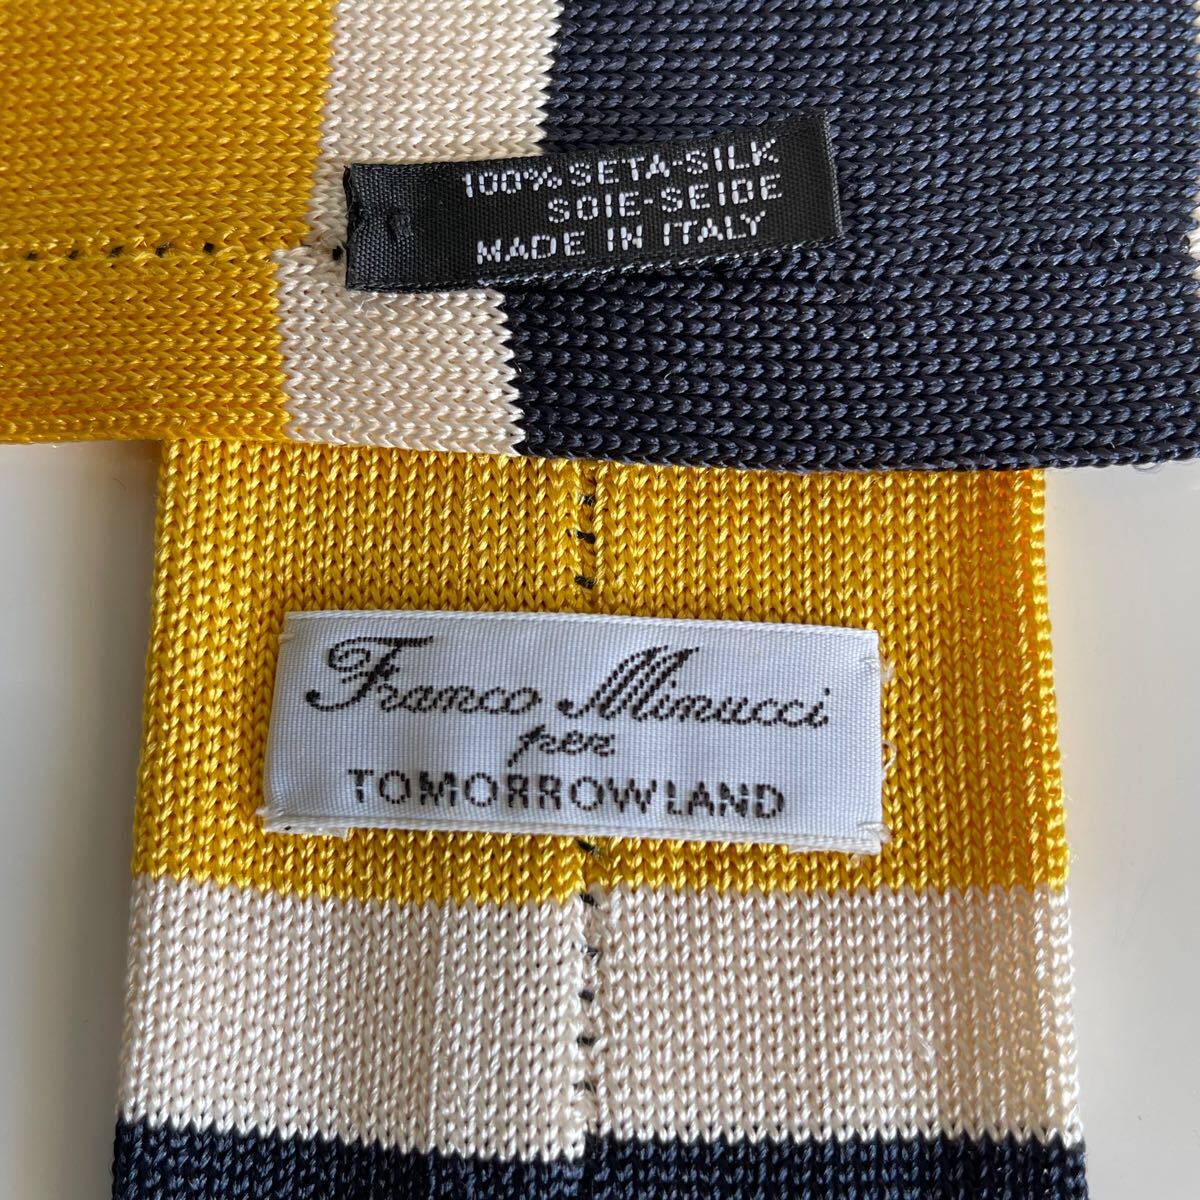 100% SETA-SILK
SOIE-SEIDE
MADE IN ITALY
Franco Minucci
per
TOMORROWLAND